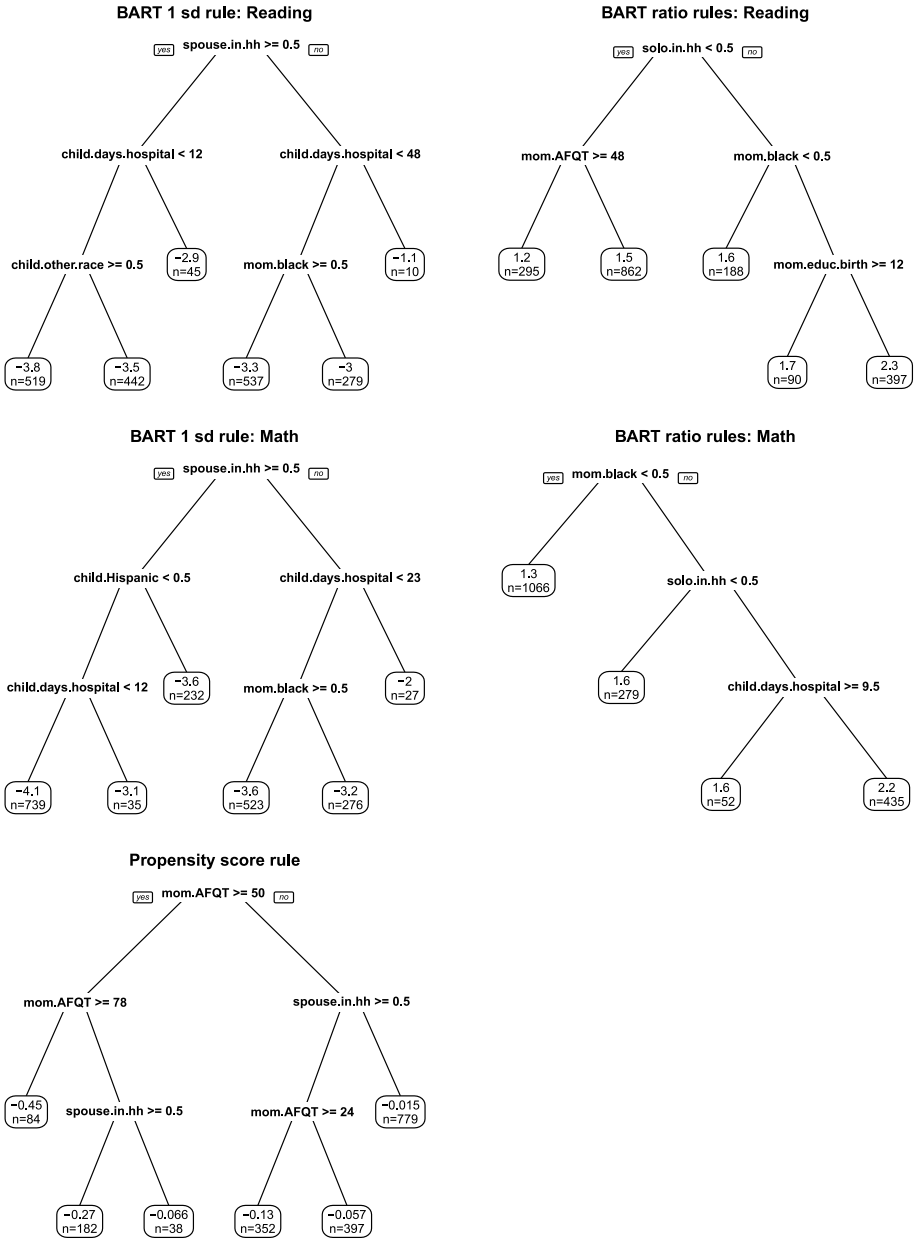 BART 1 sd rule: Reading
yes spouse.in.hh >= 0.5 no
child.days.hospital < 12
child.days.hospital < 48
child.other.race >= 0.5
−2.9
n=45
mom.black >= 0.5
−1.1
n=10
−3.8
n=519
−3.5
n=442
−3.3
n=537
−3
n=279
BART ratio rules: Reading
yes solo.in.hh < 0.5 no
mom.AFQT >= 48
mom.black < 0.5
1.2
n=295
1.5
n=862
1.6
n=188
mom.educ.birth >= 12
1.7
n=90
2.3
n=397
BART 1 sd rule: Math
yes spouse.in.hh >= 0.5 no
child.Hispanic < 0.5
child.days.hospital < 23
child.days.hospital < 12
−3.6
n=232
mom.black >= 0.5
−2
n=27
−4.1
n=739
−3.1
n=35
−3.6
n=523
−3.2
n=276
BART ratio rules: Math
yes mom.black < 0.5 no
1.3
n=1066
solo.in.hh < 0.5
1.6
n=279
child.days.hospital >= 9.5
1.6
n=52
2.2
n=435
Propensity score rule
yes mom.AFQT >= 50 no
mom.AFQT >= 78
spouse.in.hh >= 0.5
−0.45
n=84
spouse.in.hh >= 0.5
mom.AFQT >= 24
−0.015
n=779
−0.27
n=182
−0.066
n=38
−0.13
n=352
−0.057
n=397